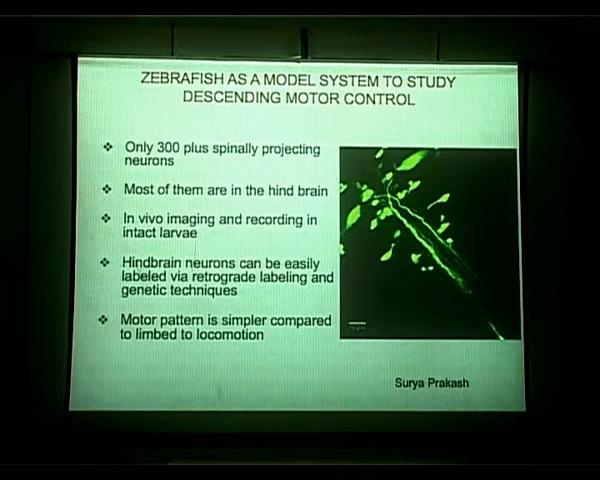 ZEBRAFISH AS A MODEL SYSTEM TO STUDY
DESCENDING MOTOR CONTROL
❖ Only 300 plus spinally projecting
neurons
❖ Most of them are in the hind brain
❖ In vivo imaging and recording in
intact larvae
❖ Hindbrain neurons can be easily
labeled via retrograde labeling and
genetic techniques
❖ Motor pattern is simpler compared
to limbed to locomotion
Surya Prakash